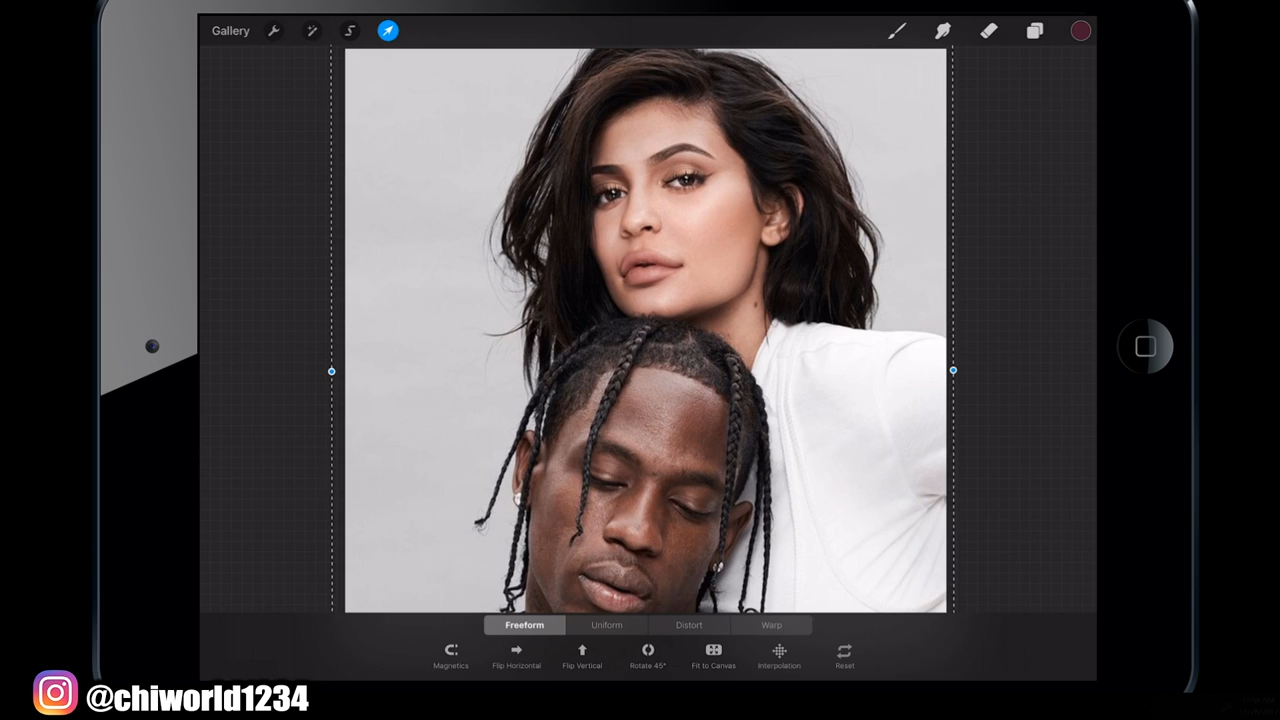 Gallery
Freeform Uniform Distort Warp
Magnetics Flip Horizontal Flip Vertical Rotate 45° Fit to Canvas Interpolation Reset
@chiworld1234